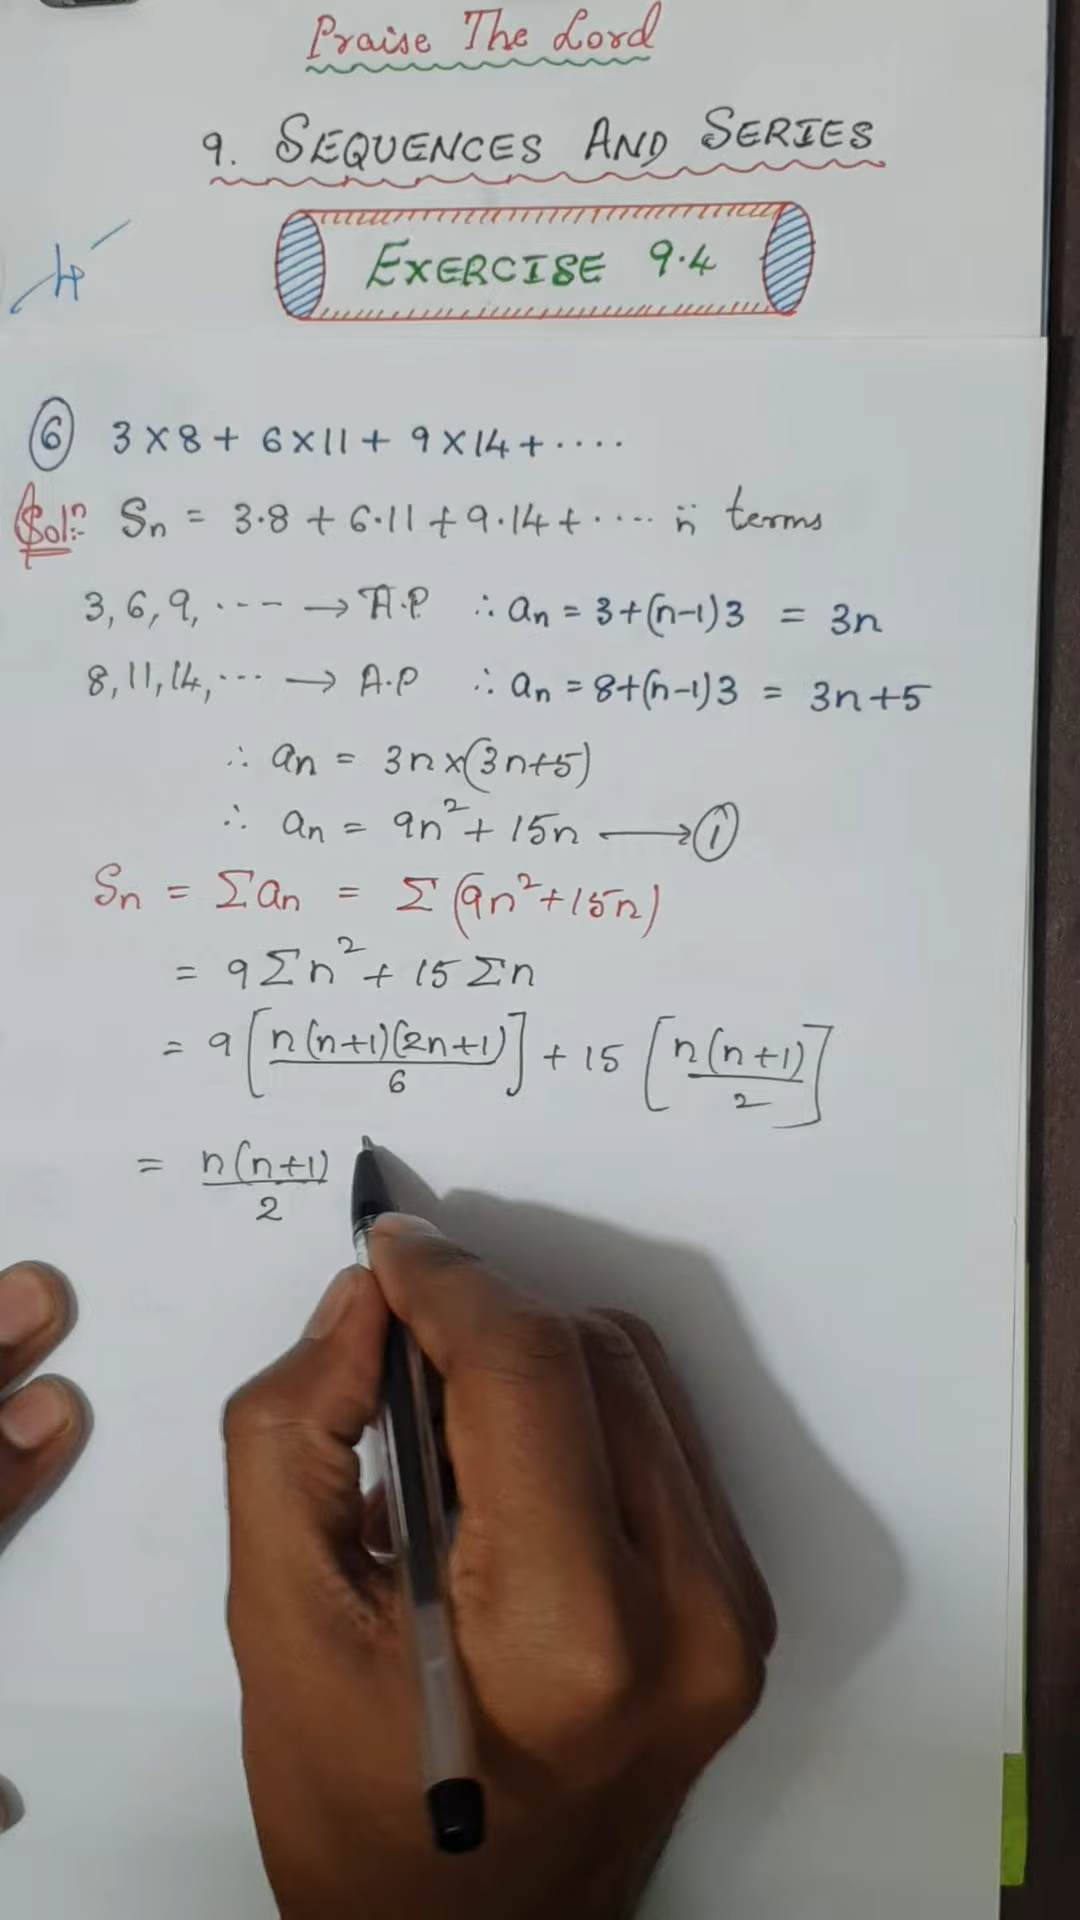 Praise The Lord
9. SEQUENCES AND SERIES
EXERCISE 9.4
⑥ 3×8+ 6×11+ 9×14+....
Solⁿ:- Sn = 3·8 + 6·11 + 9·14 + .... n terms
3, 6, 9, ---- → A.P ∴ an = 3+(n-1)3 = 3n
8, 11, 14, ... → A.P ∴ an = 8+(n-1)3 = 3n+5
∴ an = 3n×(3n+5)
∴ an = 9n² + 15n → ①
Sn = Σan = Σ(9n²+15n)
= 9Σn² + 15Σn
= 9[n(n+1)(2n+1)/6] + 15[n(n+1)/2]
= n(n+1)/2